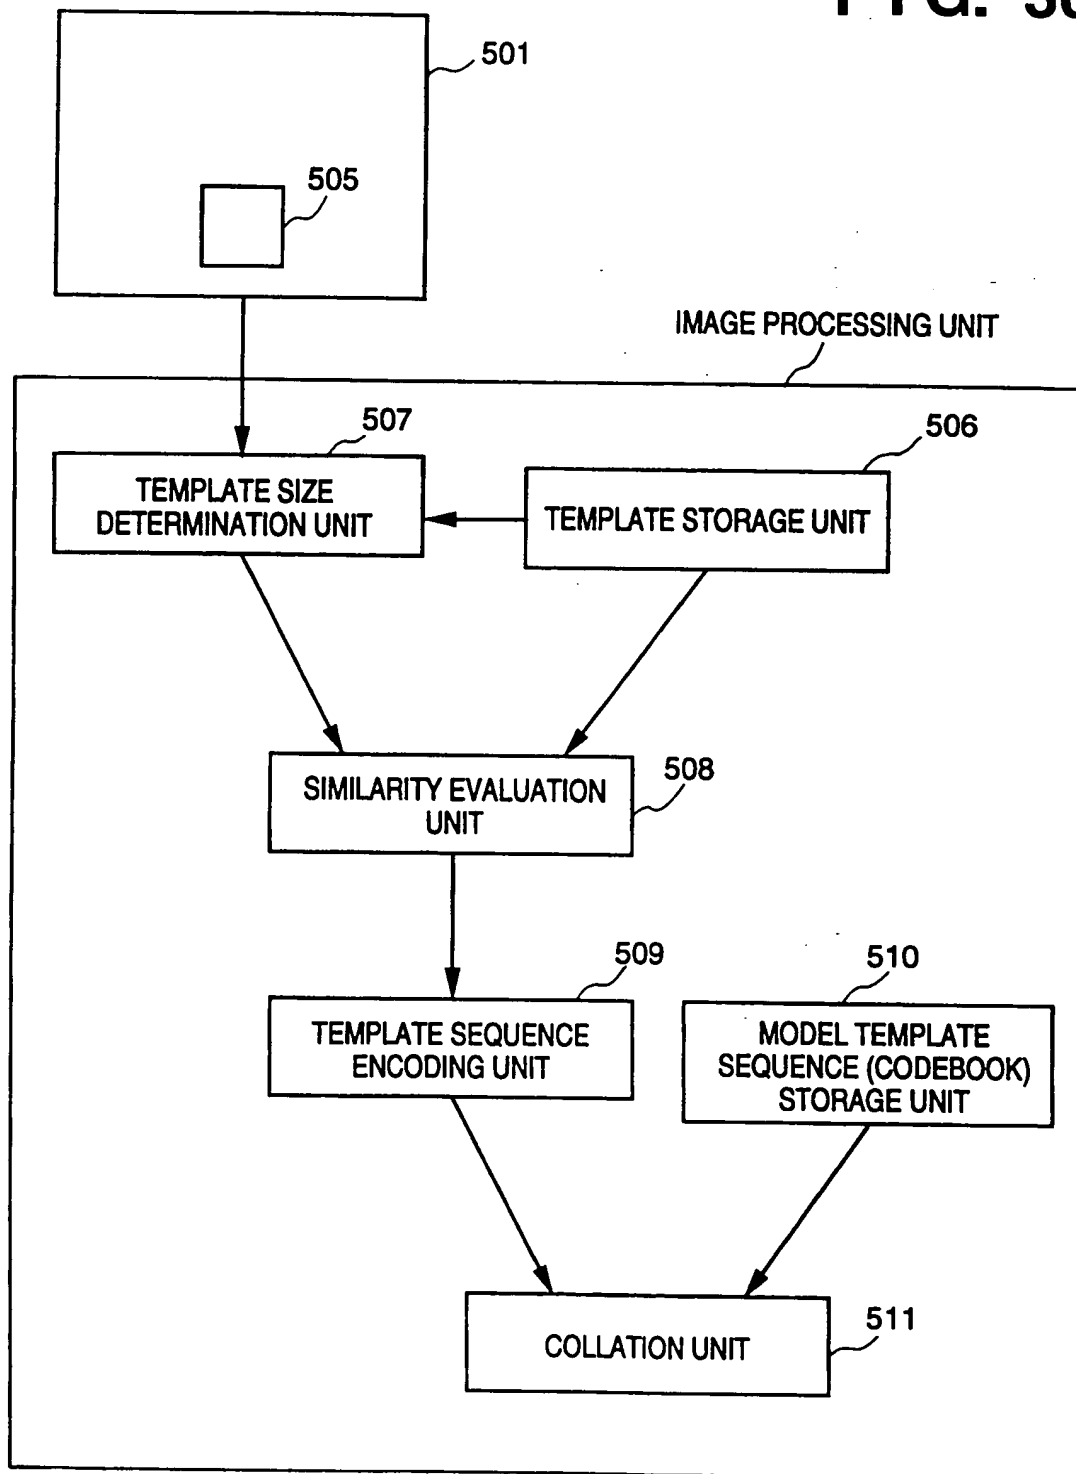 FIG.
501
505
IMAGE PROCESSING UNIT
507
506
TEMPLATE SIZE
DETERMINATION UNIT
TEMPLATE STORAGE UNIT
SIMILARITY EVALUATION
UNIT
508
509
510
TEMPLATE SEQUENCE
ENCODING UNIT
MODEL TEMPLATE
SEQUENCE (CODEBOOK)
STORAGE UNIT
COLLATION UNIT
511